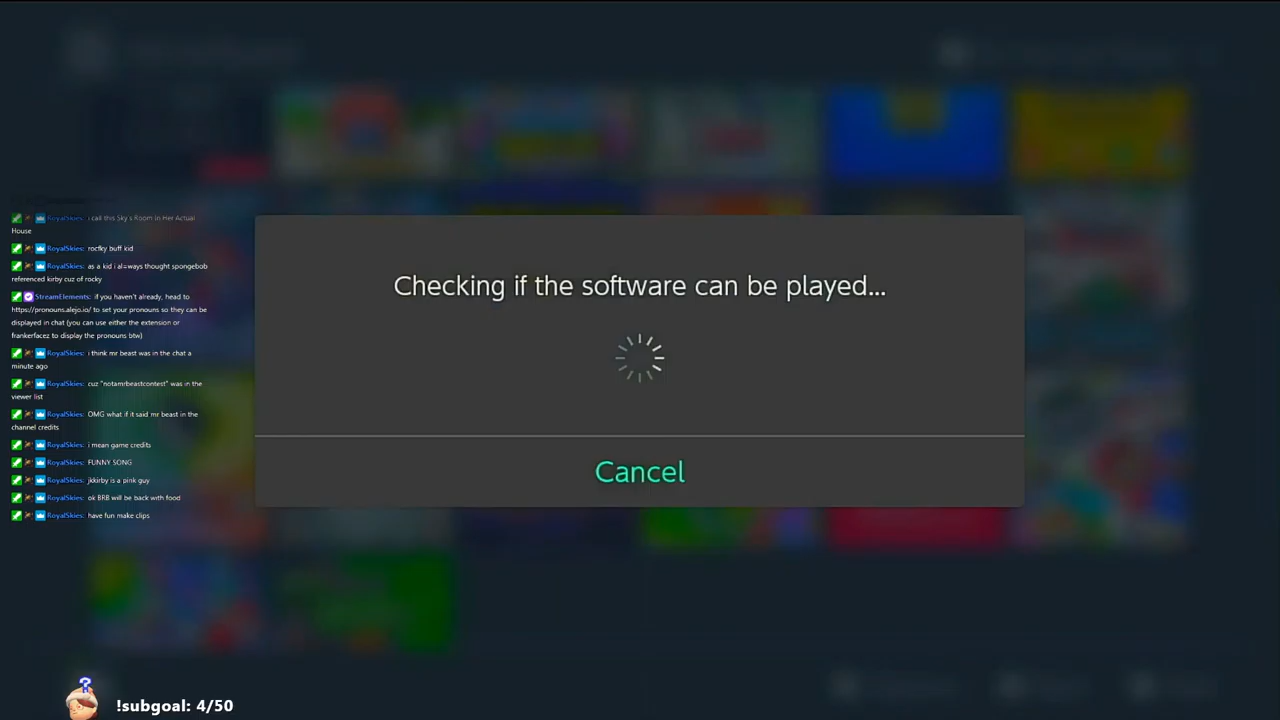 RoyalSkies: i call this Sky's Room In Her Actual
House
RoyalSkies: rocfky buff kid
RoyalSkies: as a kid i al=ways thought spongebob
referenced kirby cuz of rocky
StreamElements: if you haven't already, head to
https://pronouns.alejo.io/ to set your pronouns so they can be
displayed in chat (you can use either the extension or
frankerfacez to display the pronouns btw)
RoyalSkies: i think mr beast was in the chat a
minute ago
RoyalSkies: cuz "notamrbeastcontest" was in the
viewer list
RoyalSkies: OMG what if it said mr beast in the
channel credits
RoyalSkies: i mean game credits
RoyalSkies: FUNNY SONG
RoyalSkies: jkkirby is a pink guy
RoyalSkies: ok BRB will be back with food
RoyalSkies: have fun make clips
Checking if the software can be played...
Cancel
?
!subgoal: 4/50